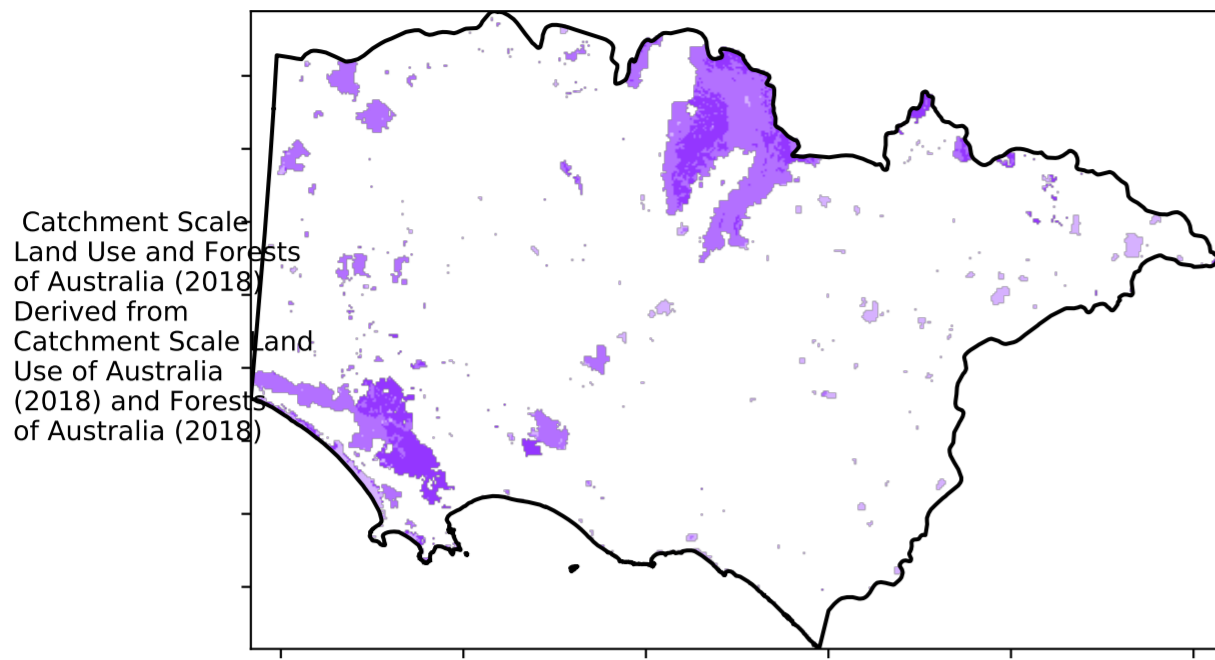 Catchment Scale
Land Use and Forests
of Australia (2018)
Derived from
Catchment Scale Land
Use of Australia
(2018) and Forests
of Australia (2018)